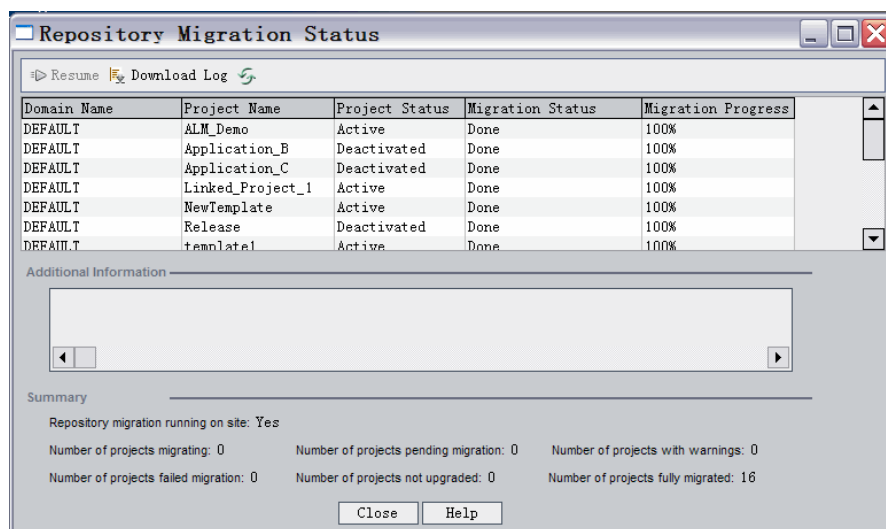 Repository Migration Status
Resume Download Log
Domain Name Project Name Project Status Migration Status Migration Progress
DEFAULT ALM_Demo Active Done 100%
DEFAULT Application_B Deactivated Done 100%
DEFAULT Application_C Deactivated Done 100%
DEFAULT Linked_Project_1 Active Done 100%
DEFAULT NewTemplate Active Done 100%
DEFAULT Release Deactivated Done 100%
DEFAULT template1 Active Done 100%
Additional Information
Summary
Repository migration running on site: Yes
Number of projects migrating: 0 Number of projects pending migration: 0 Number of projects with warnings: 0
Number of projects failed migration: 0 Number of projects not upgraded: 0 Number of projects fully migrated: 16
Close Help